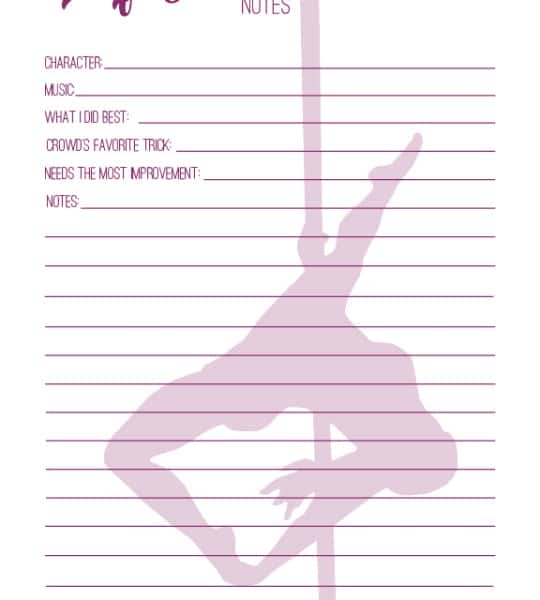 NOTES
CHARACTER:
MUSIC
WHAT I DID BEST:
CROWD'S FAVORITE TRICK:
NEEDS THE MOST IMPROVEMENT:
NOTES: